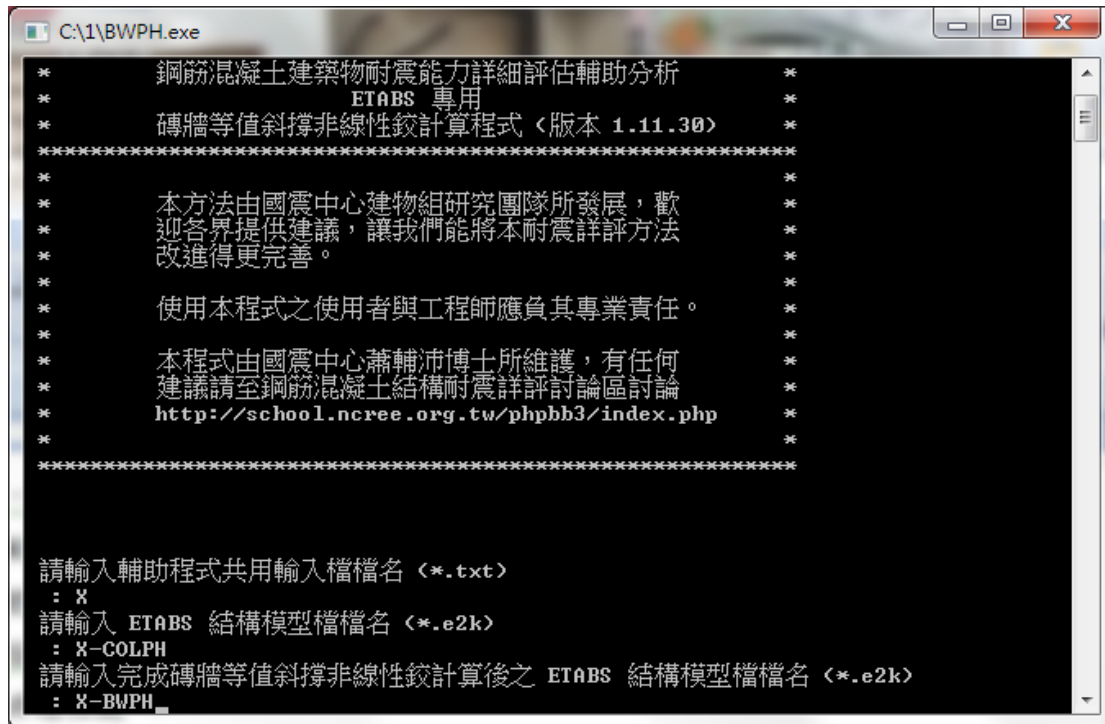 C:\1\BWPH.exe
* 鋼筋混凝土建築物耐震能力詳細評估輔助分析 *
* ETABS 專用 *
* 磚牆等值斜撐非線性鉸計算程式 (版本 1.11.30) *
**********************************************************
* *
* 本方法由國震中心建物組研究團隊所發展，歡 *
* 迎各界提供建議，讓我們能將本耐震詳評方法 *
* 改進得更完善。 *
* *
* 使用本程式之使用者與工程師應負其專業責任。 *
* *
* 本程式由國震中心蕭輔沛博士所維護，有任何 *
* 建議請至鋼筋混凝土結構耐震詳評討論區討論 *
* http://school.ncree.org.tw/phpbb3/index.php *
* *
**********************************************************
請輸入輔助程式共用輸入檔檔名 (*.txt)
: X
請輸入 ETABS 結構模型檔檔名 (*.e2k)
: X-COLPH
請輸入完成磚牆等值斜撐非線性鉸計算後之 ETABS 結構模型檔檔名 (*.e2k)
: X-BWPH_